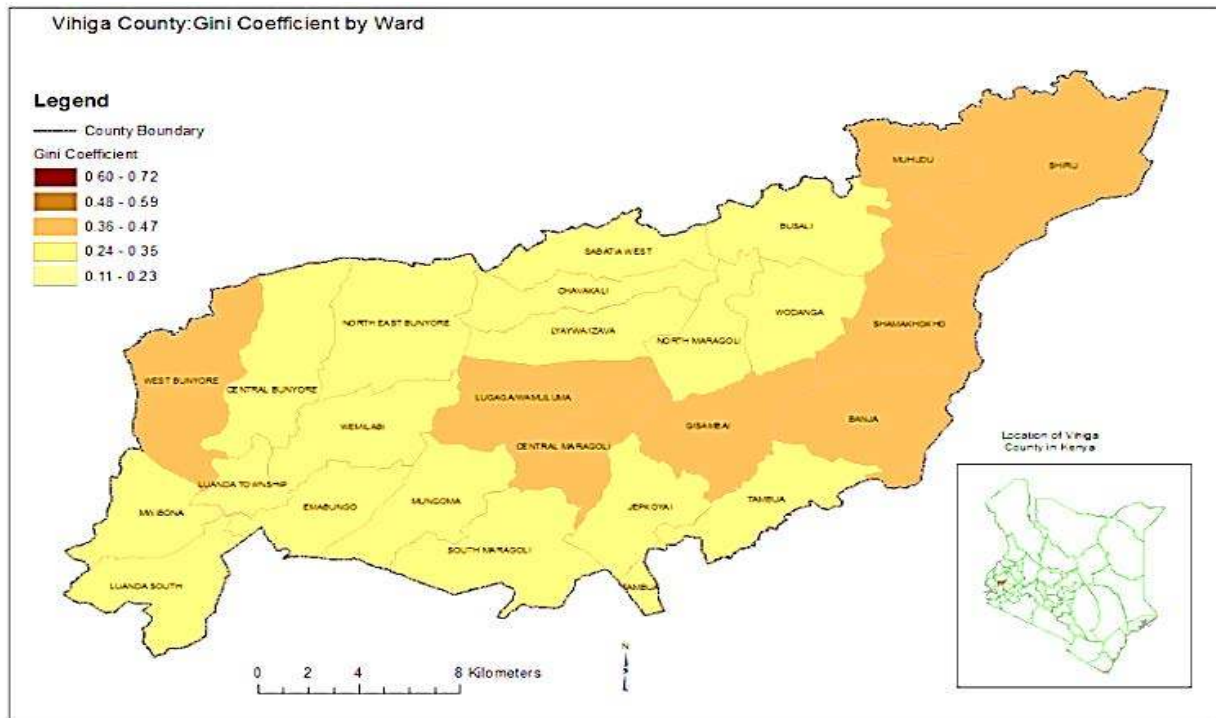 Vihiga County:Gini Coefficient by Ward
Legend
County Boundary
Gini Coefficient
0.60 - 0.72
0.48 - 0.59
0.36 - 0.47
0.24 - 0.35
0.11 - 0.23
MUHUDU
SHIRU
BUSALI
SABATIA WEST
CHAVAKALI
WODANGA
NORTH EAST BUNYORE
LYAYWA/IZAVA
NORTH MARAGOLI
SHAMAKHOKHO
WEST BUNYORE
CENTRAL BUNYORE
LUGAGA/WAMULUMA
WEMILABI
GISAMBAI
BANJA
CENTRAL MARAGOLI
LUANDA TOWNSHIP
MWIBONA
EMABUNGO
MUNGOMA
JEPKOYAI
TAMBUA
SOUTH MARAGOLI
LUANDA SOUTH
TAMBUA
Location of Vihiga
County in Kenya
N
0 2 4 8 Kilometers